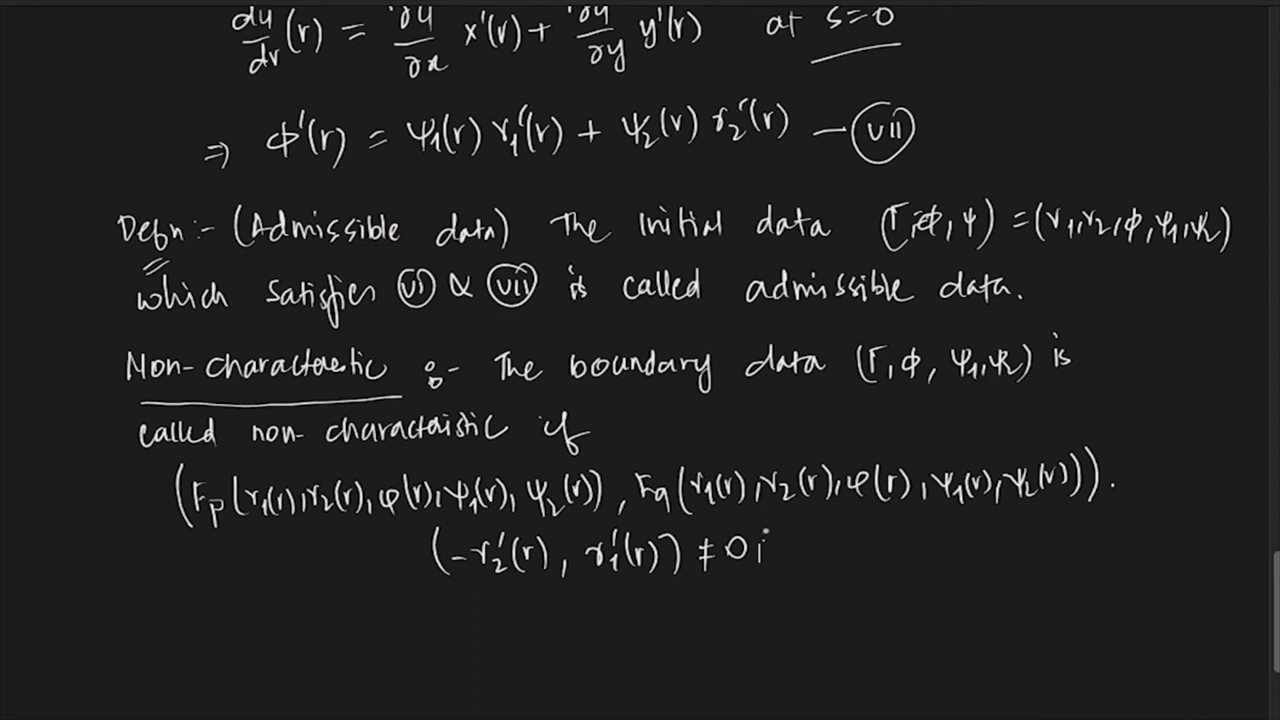 du/dr (r) = ∂u/∂x x'(r) + ∂u/∂y y'(r) at s=0
⇒ φ'(r) = ψ1(r) γ1'(r) + ψ2(r) γ2'(r) — (vii)
Defn :- (Admissible data) The initial data (Γ, φ, ψ) = (γ1, γ2, φ, ψ1, ψ2)
which satisfies (vi) & (vii) is called admissible data.
Non-charactaestic :- The boundary data (Γ, φ, ψ1, ψ2) is
called non-charactaistic if
(Fp(γ1(r), γ2(r), φ(r), ψ1(r), ψ2(r)), Fq(γ1(r), γ2(r), φ(r), ψ1(r), ψ2(r))).
(-γ2'(r), γ1'(r)) ≠ 0 i